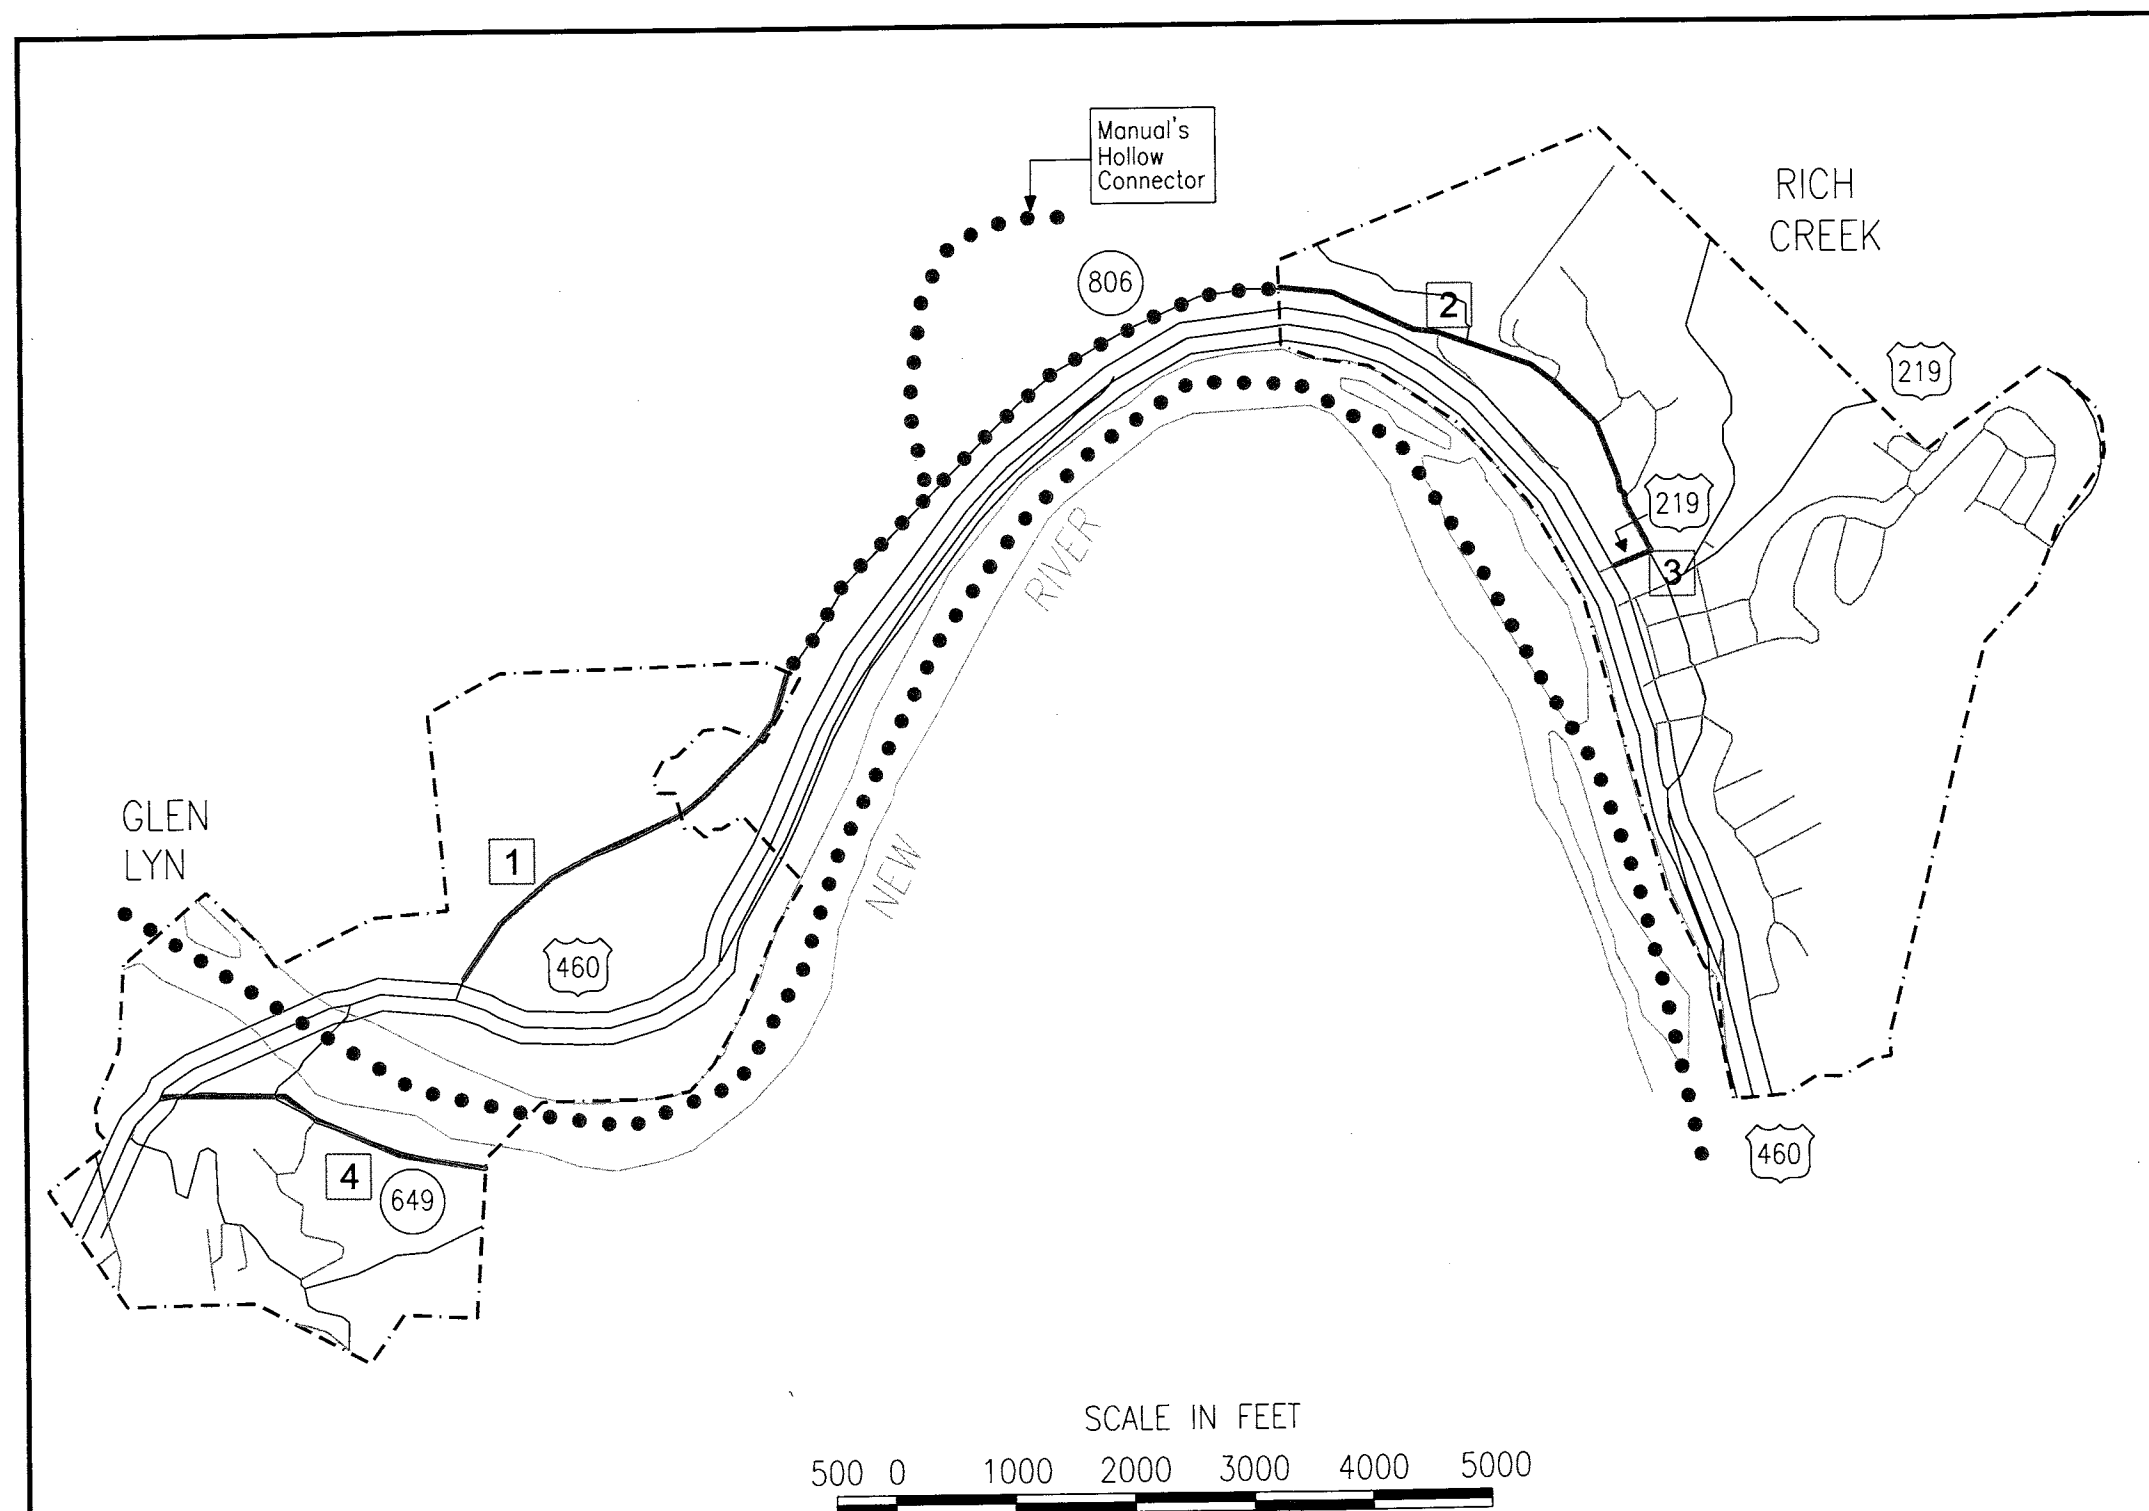 Manual's
Hollow
Connector
RICH
CREEK
806
2
219
219
3
RIVER
NEW
GLEN
LYN
1
460
4
649
460
SCALE IN FEET
500 0 1000 2000 3000 4000 5000